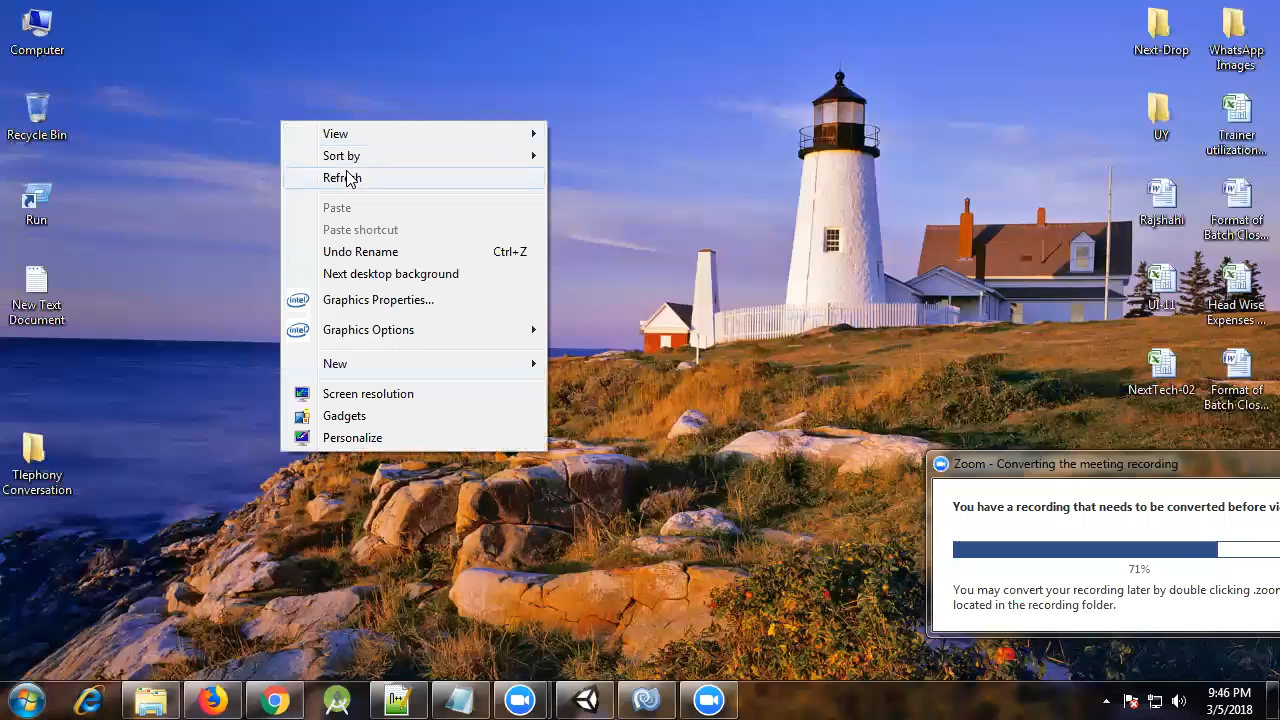 Computer
Recycle Bin
Run
New Text
Document
Tlephony
Conversation
View
Sort by
Refresh
Paste
Paste shortcut
Undo Rename Ctrl+Z
Next desktop background
intel Graphics Properties...
intel Graphics Options
New
Screen resolution
Gadgets
Personalize
Next-Drop
WhatsApp
Images
UY
Trainer
utilization...
Rajshahi
Format of
Batch Clos...
UI-11
Head Wise
Expenses ...
NextTech-02
Format of
Batch Clos...
Zoom - Converting the meeting recording
You have a recording that needs to be converted before vi
71%
You may convert your recording later by double clicking .zoom
located in the recording folder.
9:46 PM
3/5/2018